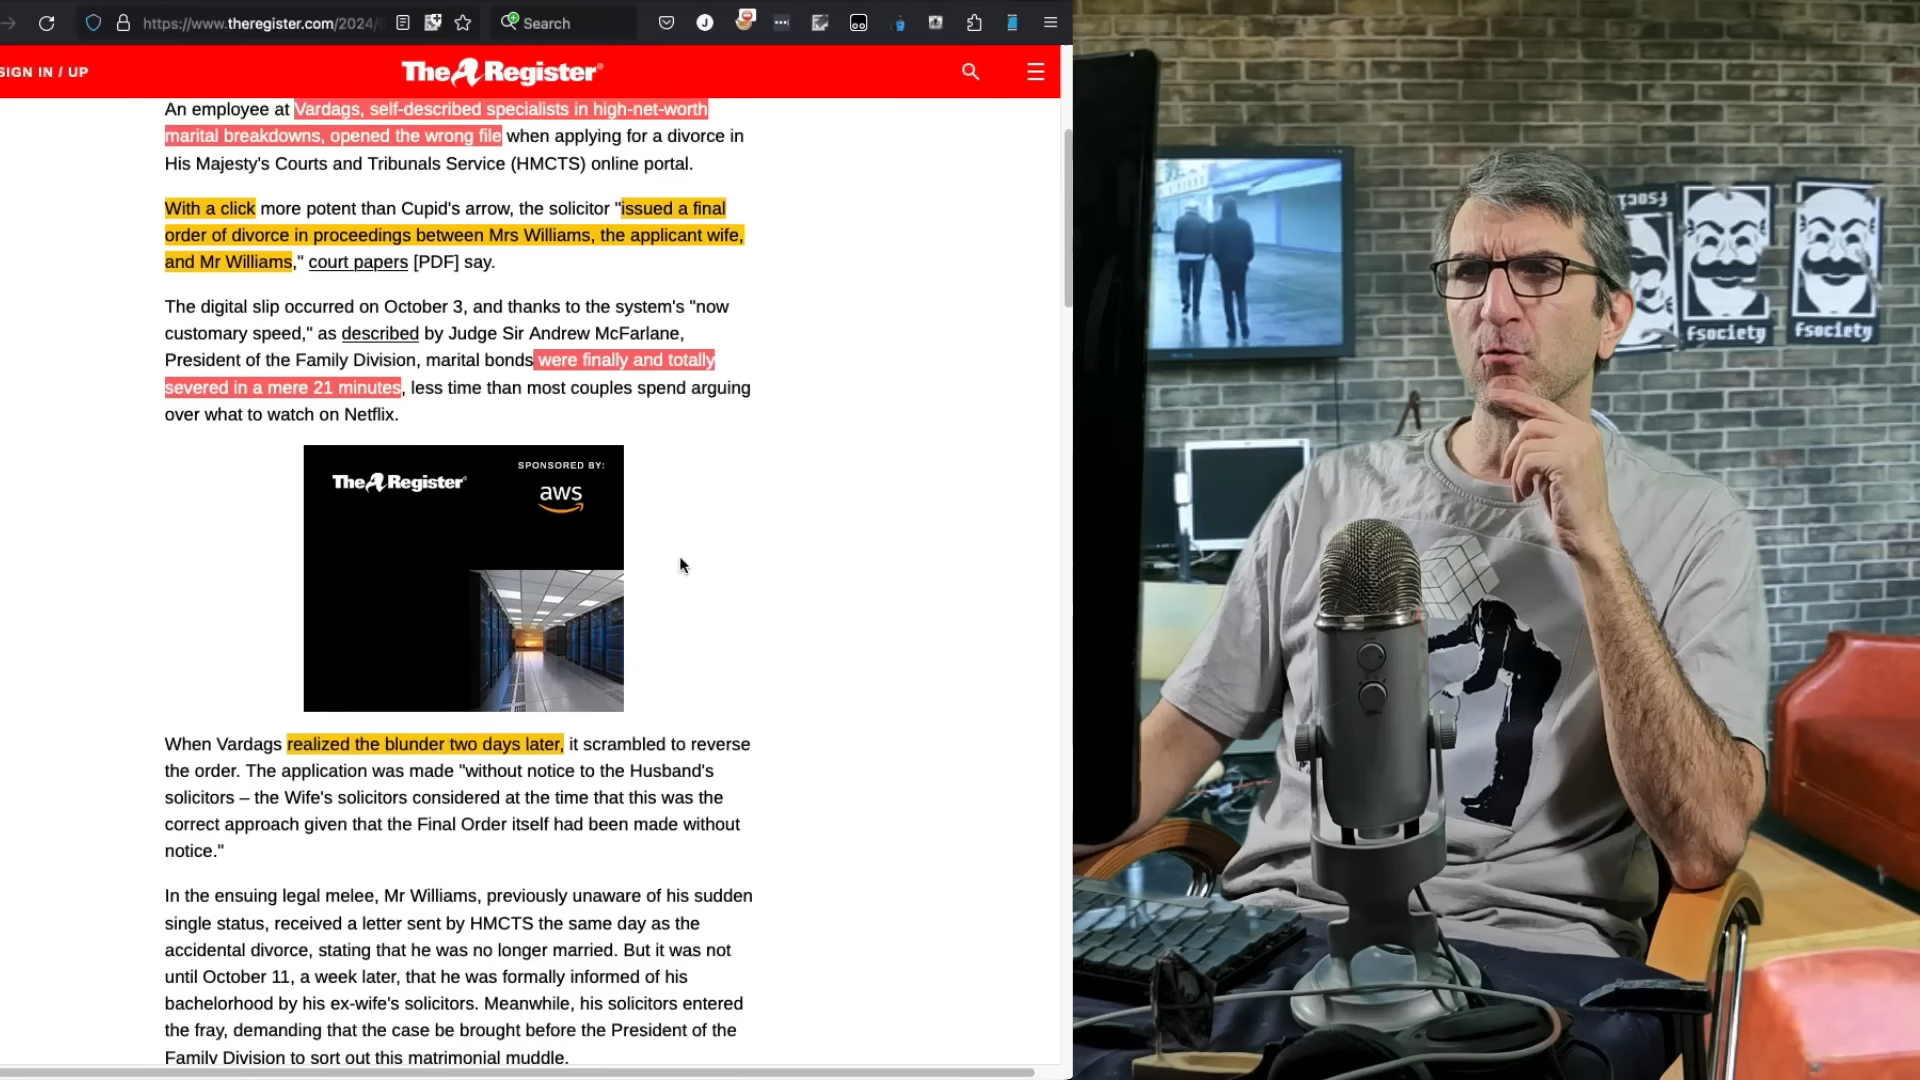 https://www.theregister.com/2024/0
Search
SIGN IN / UP
The Register
An employee at Vardags, self-described specialists in high-net-worth
marital breakdowns, opened the wrong file when applying for a divorce in
His Majesty's Courts and Tribunals Service (HMCTS) online portal.
With a click more potent than Cupid's arrow, the solicitor "issued a final
order of divorce in proceedings between Mrs Williams, the applicant wife,
and Mr Williams," court papers [PDF] say.
The digital slip occurred on October 3, and thanks to the system's "now
customary speed," as described by Judge Sir Andrew McFarlane,
President of the Family Division, marital bonds were finally and totally
severed in a mere 21 minutes, less time than most couples spend arguing
over what to watch on Netflix.
The Register
SPONSORED BY:
aws
When Vardags realized the blunder two days later, it scrambled to reverse
the order. The application was made "without notice to the Husband's
solicitors – the Wife's solicitors considered at the time that this was the
correct approach given that the Final Order itself had been made without
notice."
In the ensuing legal melee, Mr Williams, previously unaware of his sudden
single status, received a letter sent by HMCTS the same day as the
accidental divorce, stating that he was no longer married. But it was not
until October 11, a week later, that he was formally informed of his
bachelorhood by his ex-wife's solicitors. Meanwhile, his solicitors entered
the fray, demanding that the case be brought before the President of the
Family Division to sort out this matrimonial muddle.
fsociety
fsociety